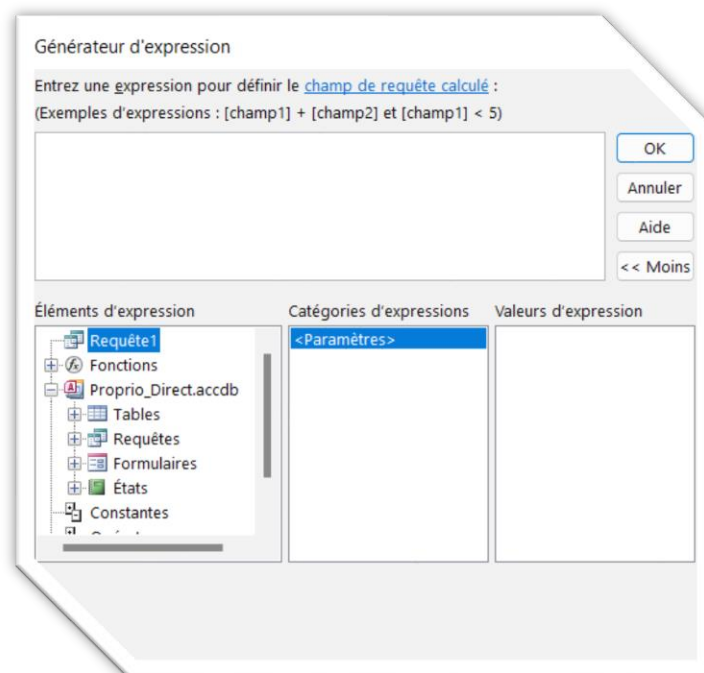 Générateur d'expression
Entrez une expression pour définir le champ de requête calculé :
(Exemples d'expressions : [champ1] + [champ2] et [champ1] < 5)
OK
Annuler
Aide
<< Moins
Éléments d'expression
Requête1
Fonctions
Proprio_Direct.accdb
Tables
Requêtes
Formulaires
États
Constantes
Catégories d'expressions
<Paramètres>
Valeurs d'expression